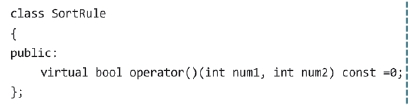 class SortRule
{
public:
    virtual bool operator()(int num1, int num2) const =0;
};